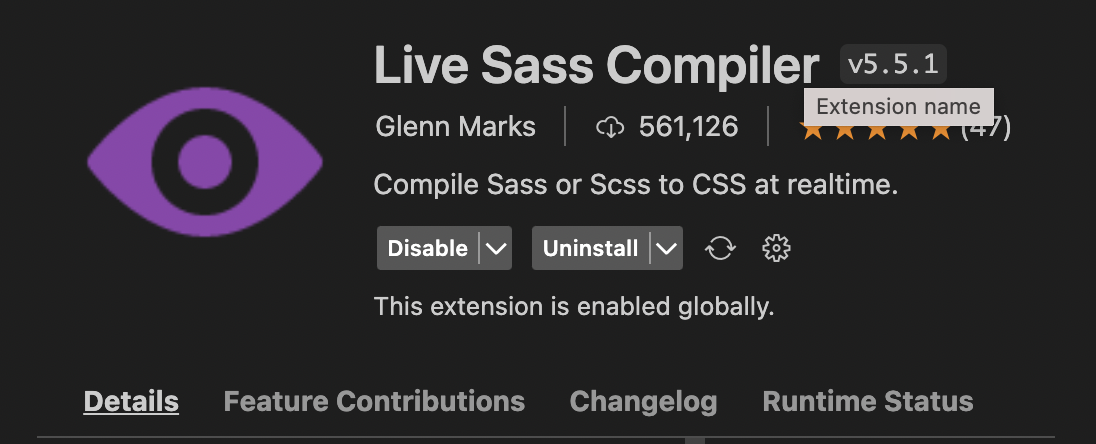 Live Sass Compiler v5.5.1
Extension name
Glenn Marks 561,126 (47)
Compile Sass or Scss to CSS at realtime.
Disable Uninstall
This extension is enabled globally.
Details Feature Contributions Changelog Runtime Status